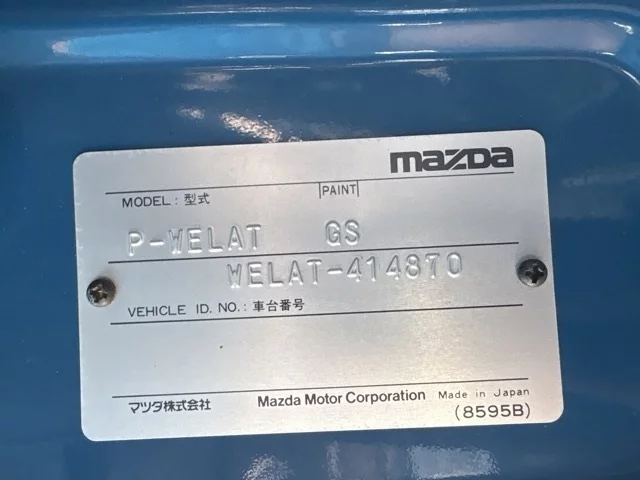 mazda
MODEL : 型式 PAINT
P-WELAT GS
WELAT-414870
VEHICLE ID. NO. : 車台番号
マツダ株式会社 Mazda Motor Corporation Made in Japan
(8595B)